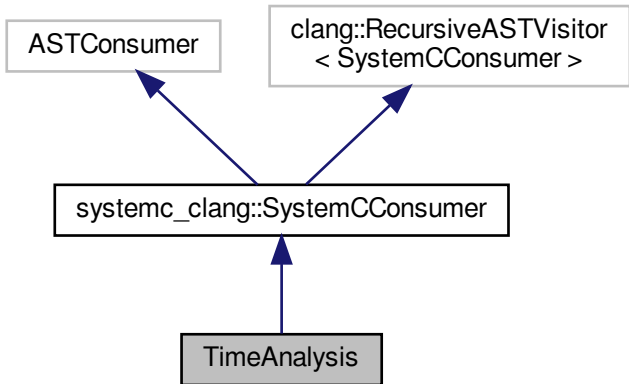 ASTConsumer
clang::RecursiveASTVisitor
< SystemCConsumer >
systemc_clang::SystemCConsumer
TimeAnalysis